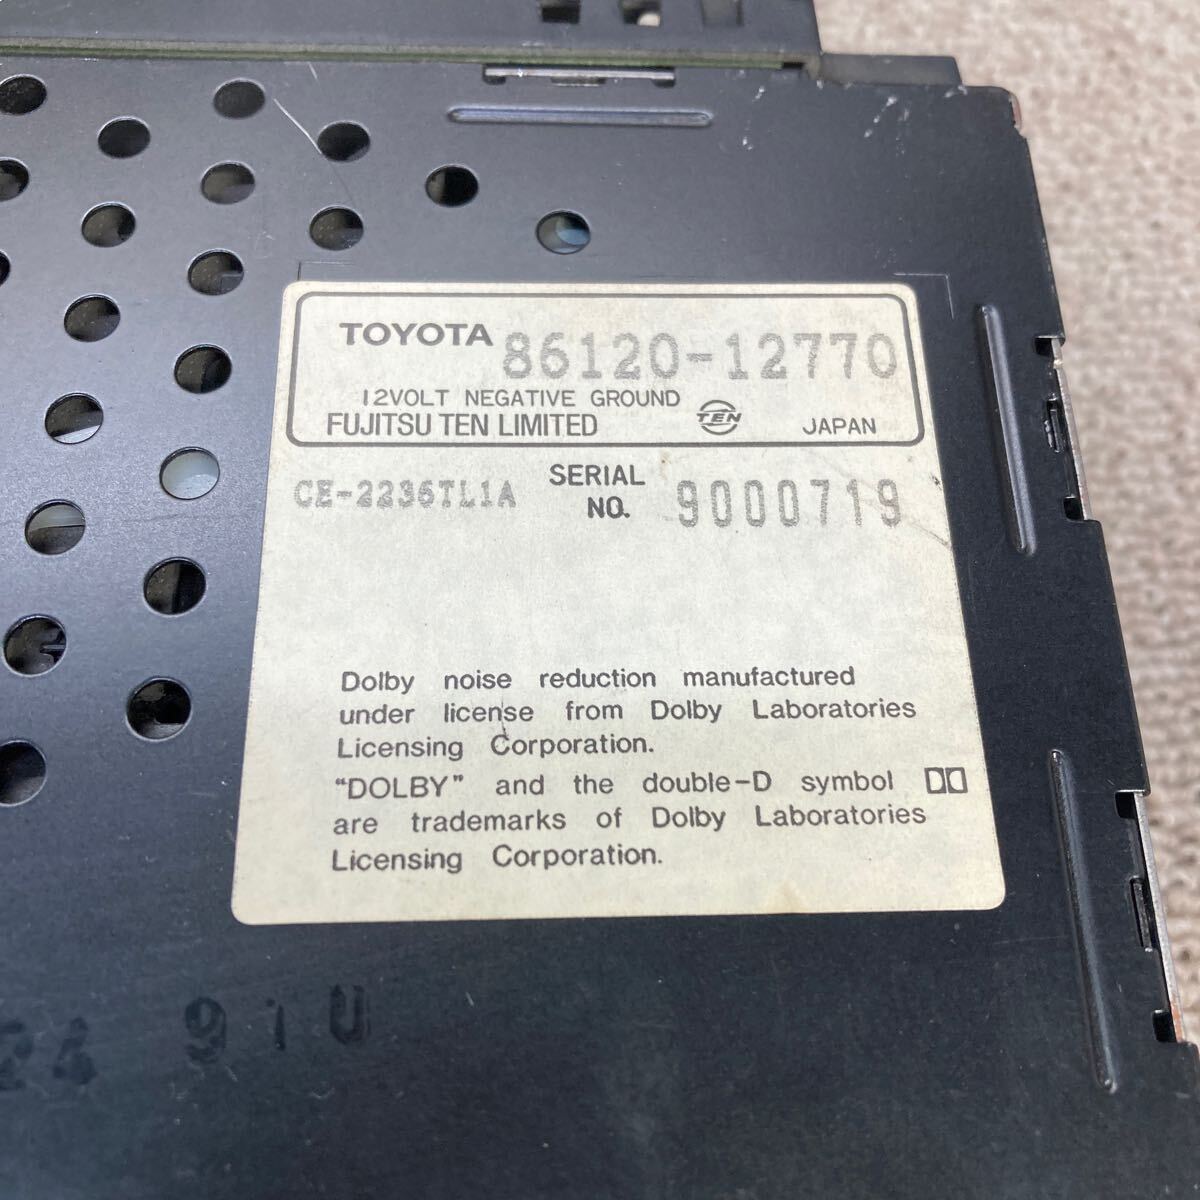 TOYOTA 86120-12770
12VOLT NEGATIVE GROUND
FUJITSU TEN LIMITED TEN JAPAN
CE-2236TL1A SERIAL NO. 9000719
Dolby noise reduction manufactured
under license from Dolby Laboratories
Licensing Corporation.
“DOLBY” and the double-D symbol
are trademarks of Dolby Laboratories
Licensing Corporation.
24 91U